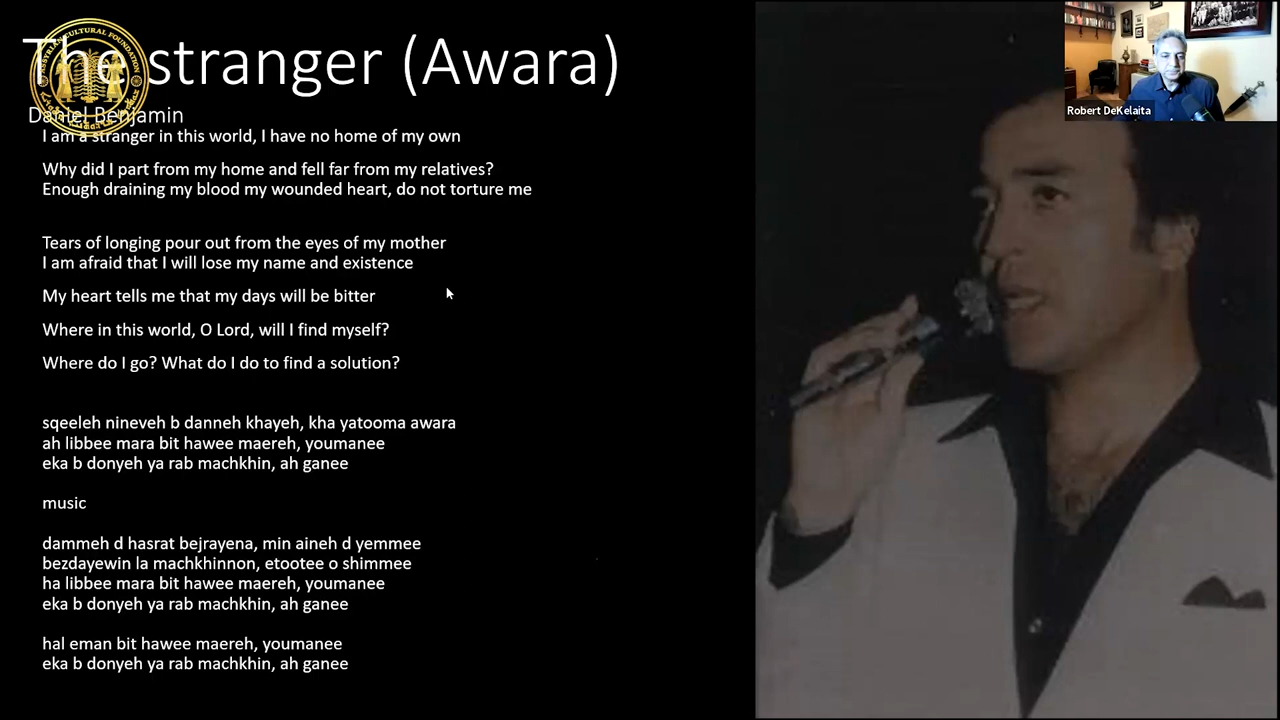 The stranger (Awara)
ASSYRIAN CULTURAL FOUNDATION
Robert DeKelaita
Daniel Benjamin
I am a stranger in this world, I have no home of my own
Why did I part from my home and fell far from my relatives?
Enough draining my blood my wounded heart, do not torture me
Tears of longing pour out from the eyes of my mother
I am afraid that I will lose my name and existence
My heart tells me that my days will be bitter
Where in this world, O Lord, will I find myself?
Where do I go? What do I do to find a solution?
sqeeleh nineveh b danneh khayeh, kha yatooma awara
ah libbee mara bit hawee maereh, youmanee
eka b donyeh ya rab machkhin, ah ganee
music
dammeh d hasrat bejrayena, min aineh d yemmee
bezdayewin la machkhinnon, etootee o shimmee
ha libbee mara bit hawee maereh, youmanee
eka b donyeh ya rab machkhin, ah ganee
hal eman bit hawee maereh, youmanee
eka b donyeh ya rab machkhin, ah ganee